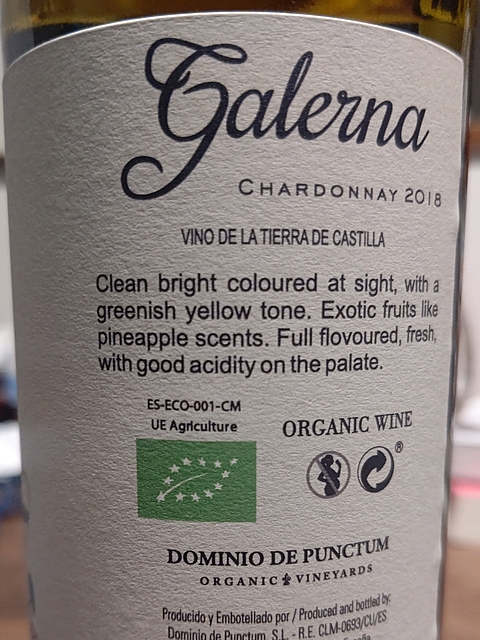 Galerna
CHARDONNAY 2018
VINO DE LA TIERRA DE CASTILLA
Clean bright coloured at sight, with a
greenish yellow tone. Exotic fruits like
pineapple scents. Full flovoured, fresh,
with good acidity on the palate.
ES-ECO-001-CM
UE Agriculture
ORGANIC WINE
®
DOMINIO DE PUNCTUM
ORGANIC VINEYARDS
Producido y Embotellado por / Produced and bottled by:
Dominio de Punctum, S.L. - R.E. CLM-0693/CU/ES